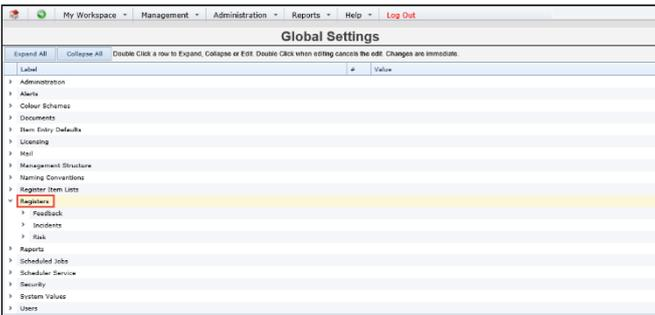 My Workspace Management Administration Reports Help Log Out
Global Settings
Expand All Collapse All Double Click a row to Expand, Collapse or Edit. Double Click when editing cancels the edit. Changes are immediate.
Label # Value
Administration
Alerts
Colour Schemes
Documents
Item Entry Defaults
Licensing
Mail
Management Structure
Naming Conventions
Register Item Lists
Registers
Feedback
Incidents
Risk
Reports
Scheduled Jobs
Scheduler Service
Security
System Values
Users